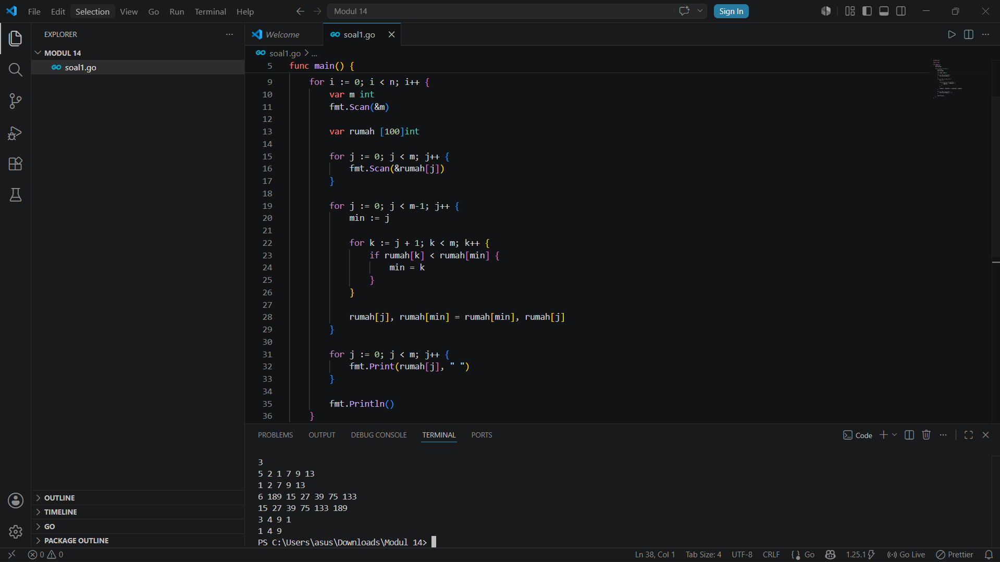 File Edit Selection View Go Run Terminal Help
Modul 14
Sign In
EXPLORER
MODUL 14
soal1.go
OUTLINE
TIMELINE
GO
PACKAGE OUTLINE
Welcome
soal1.go
soal1.go > ...
5 func main() {
9 for i := 0; i < n; i++ {
10 var m int
11 fmt.Scan(&m)
12
13 var rumah [100]int
14
15 for j := 0; j < m; j++ {
16 fmt.Scan(&rumah[j])
17 }
18
19 for j := 0; j < m-1; j++ {
20 min := j
21
22 for k := j + 1; k < m; k++ {
23 if rumah[k] < rumah[min] {
24 min = k
25 }
26 }
27
28 rumah[j], rumah[min] = rumah[min], rumah[j]
29 }
30
31 for j := 0; j < m; j++ {
32 fmt.Print(rumah[j], " ")
33 }
34
35 fmt.Println()
36 }
PROBLEMS OUTPUT DEBUG CONSOLE TERMINAL PORTS
Code
3
5 2 1 7 9 13
1 2 7 9 13
6 189 15 27 39 75 133
15 27 39 75 133 189
3 4 9 1
1 4 9
PS C:\Users\asus\Downloads\Modul 14>
0 0
Ln 38, Col 1 Tab Size: 4 UTF-8 CRLF Go 1.25.1 Go Live Prettier